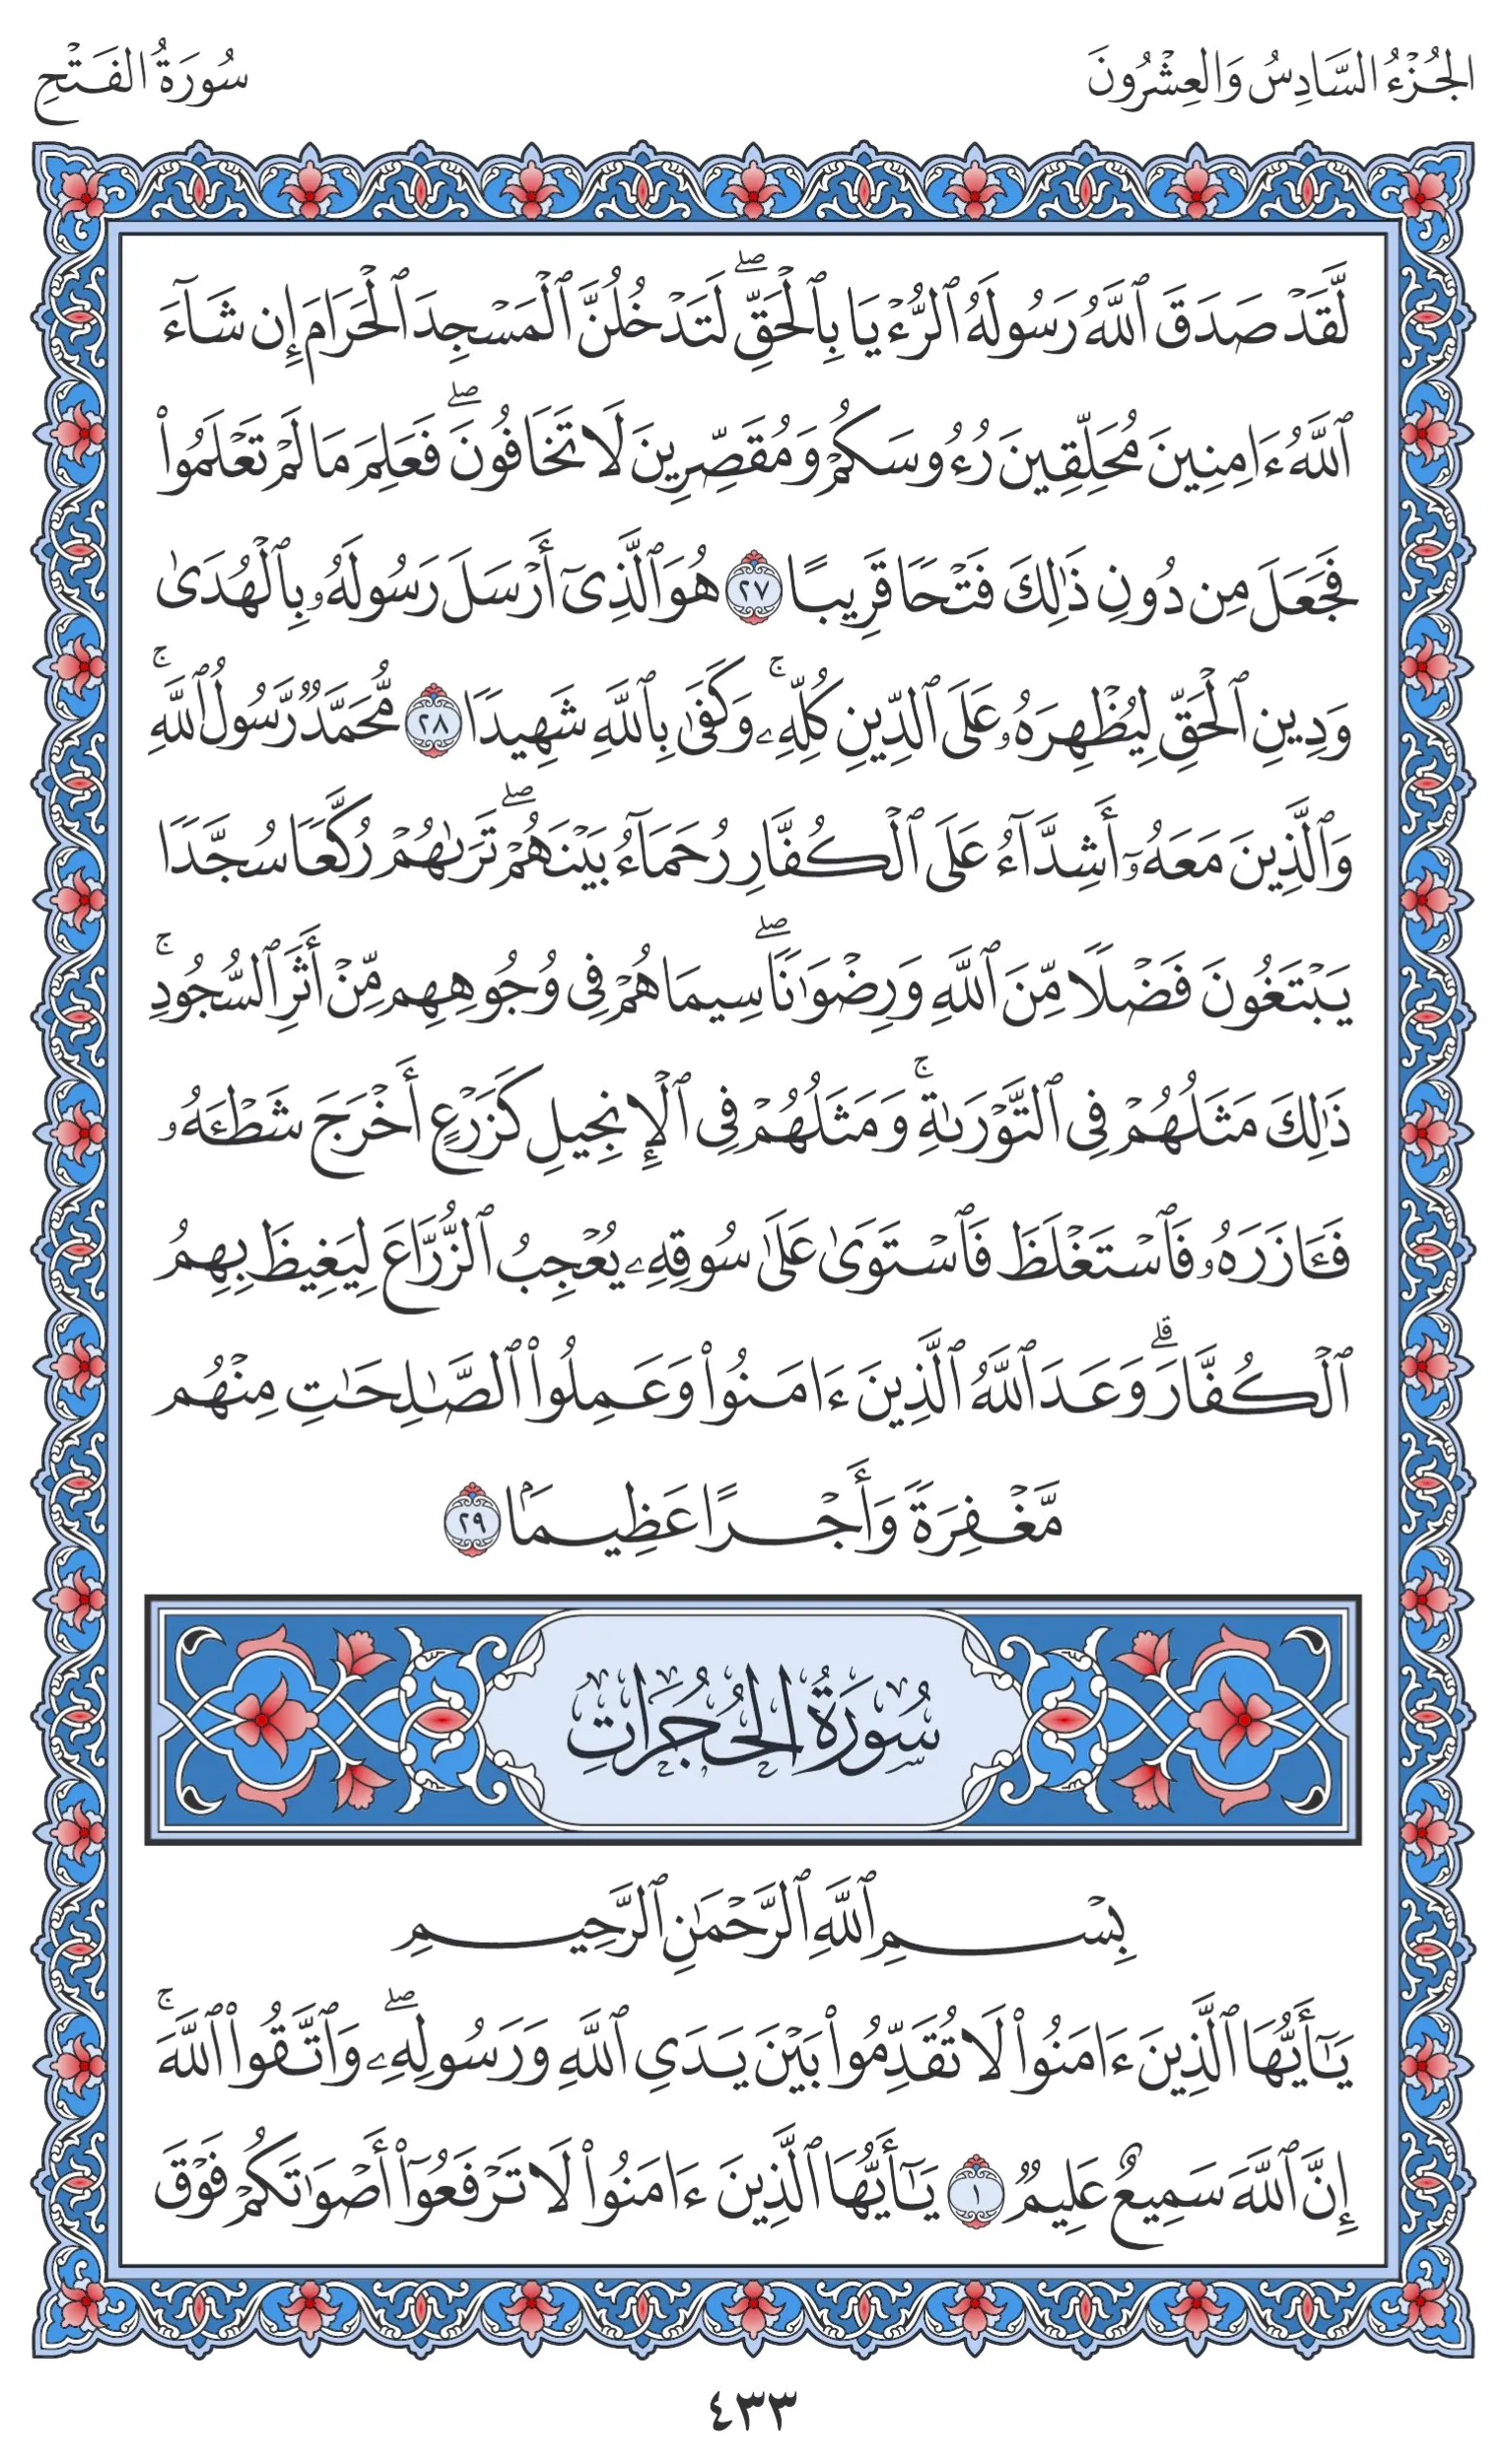 الجُزْءُ السَّادِسُ وَالعِشْرُونَ
سُورَةُ الفَتْحِ
لَّقَدْ صَدَقَ ٱللَّهُ رَسُولَهُ ٱلرُّءْيَا بِٱلْحَقِّۖ لَتَدْخُلُنَّ ٱلْمَسْجِدَ ٱلْحَرَامَ إِن شَآءَ
ٱللَّهُ ءَامِنِينَ مُحَلِّقِينَ رُءُوسَكُمْ وَمُقَصِّرِينَ لَا تَخَافُونَۖ فَعَلِمَ مَا لَمْ تَعْلَمُوا۟
فَجَعَلَ مِن دُونِ ذَٰلِكَ فَتْحًا قَرِيبًا ٢٧ هُوَ ٱلَّذِىٓ أَرْسَلَ رَسُولَهُۥ بِٱلْهُدَىٰ
وَدِينِ ٱلْحَقِّ لِيُظْهِرَهُۥ عَلَى ٱلدِّينِ كُلِّهِۦۚ وَكَفَىٰ بِٱللَّهِ شَهِيدًا ٢٨ مُّحَمَّدٌ رَّسُولُ ٱللَّهِۚ
وَٱلَّذِينَ مَعَهُۥٓ أَشِدَّآءُ عَلَى ٱلْكُفَّارِ رُحَمَآءُ بَيْنَهُمْۖ تَرَىٰهُمْ رُكَّعًا سُجَّدًا
يَبْتَغُونَ فَضْلًا مِّنَ ٱللَّهِ وَرِضْوَٰنًاۖ سِيمَاهُمْ فِى وُجُوهِهِم مِّنْ أَثَرِ ٱلسُّجُودِۚ
ذَٰلِكَ مَثَلُهُمْ فِى ٱلتَّوْرَىٰةِۚ وَمَثَلُهُمْ فِى ٱلْإِنجِيلِ كَزَرْعٍ أَخْرَجَ شَطْـَٔهُۥ
فَـَٔازَرَهُۥ فَٱسْتَغْلَظَ فَٱسْتَوَىٰ عَلَىٰ سُوقِهِۦ يُعْجِبُ ٱلزُّرَّاعَ لِيَغِيظَ بِهِمُ
ٱلْكُفَّارَۗ وَعَدَ ٱللَّهُ ٱلَّذِينَ ءَامَنُوا۟ وَعَمِلُوا۟ ٱلصَّـٰلِحَـٰتِ مِنْهُم
مَّغْفِرَةً وَأَجْرًا عَظِيمًۢا ٢٩
سُورَةُ الحُجُرَاتِ
بِسْمِ ٱللَّهِ ٱلرَّحْمَـٰنِ ٱلرَّحِيمِ
يَـٰٓأَيُّهَا ٱلَّذِينَ ءَامَنُوا۟ لَا تُقَدِّمُوا۟ بَيْنَ يَدَىِ ٱللَّهِ وَرَسُولِهِۦۖ وَٱتَّقُوا۟ ٱللَّهَۚ
إِنَّ ٱللَّهَ سَمِيعٌ عَلِيمٌ ١ يَـٰٓأَيُّهَا ٱلَّذِينَ ءَامَنُوا۟ لَا تَرْفَعُوٓا۟ أَصْوَٰتَكُمْ فَوْقَ
٤٣٣